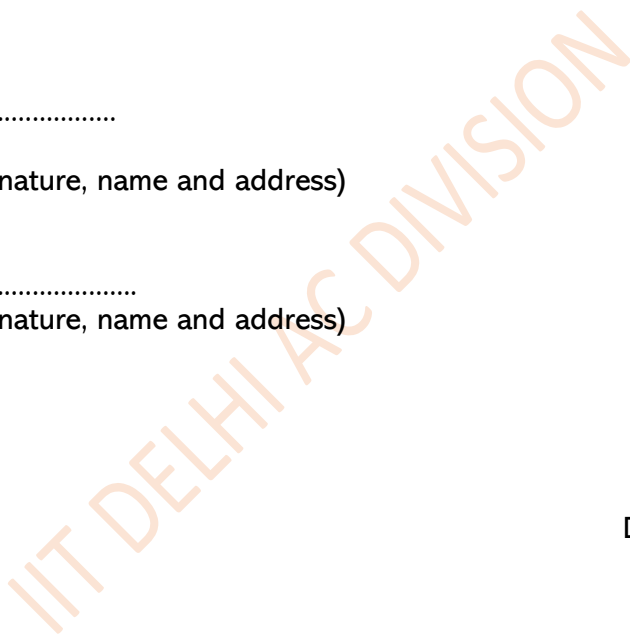 .................
nature, name and address)
....................
nature, name and address)
IIT DELHI AC DIVISION